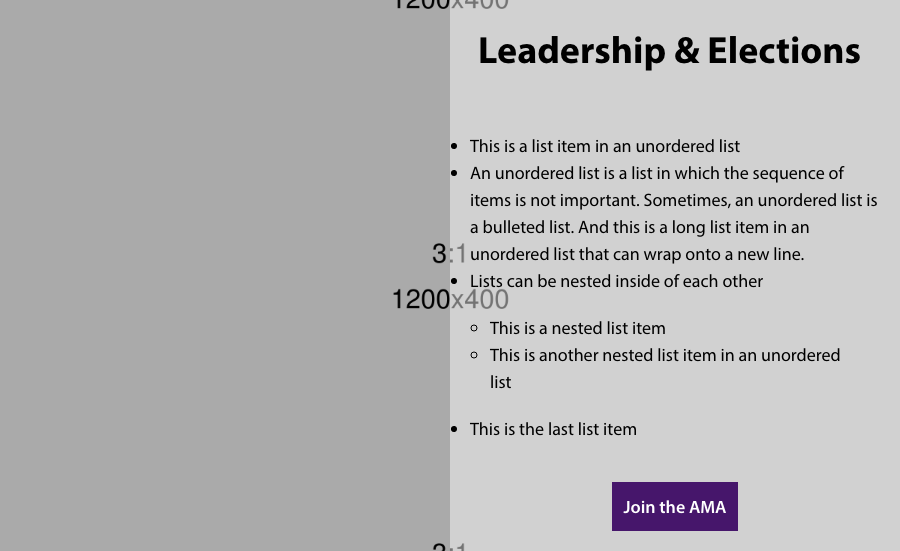 1200x400
Leadership & Elections
This is a list item in an unordered list
An unordered list is a list in which the sequence of
items is not important. Sometimes, an unordered list is
a bulleted list. And this is a long list item in an
3:1
unordered list that can wrap onto a new line.
Lists can be nested inside of each other
1200x400
This is a nested list item
This is another nested list item in an unordered
list
This is the last list item
Join the AMA
3:1